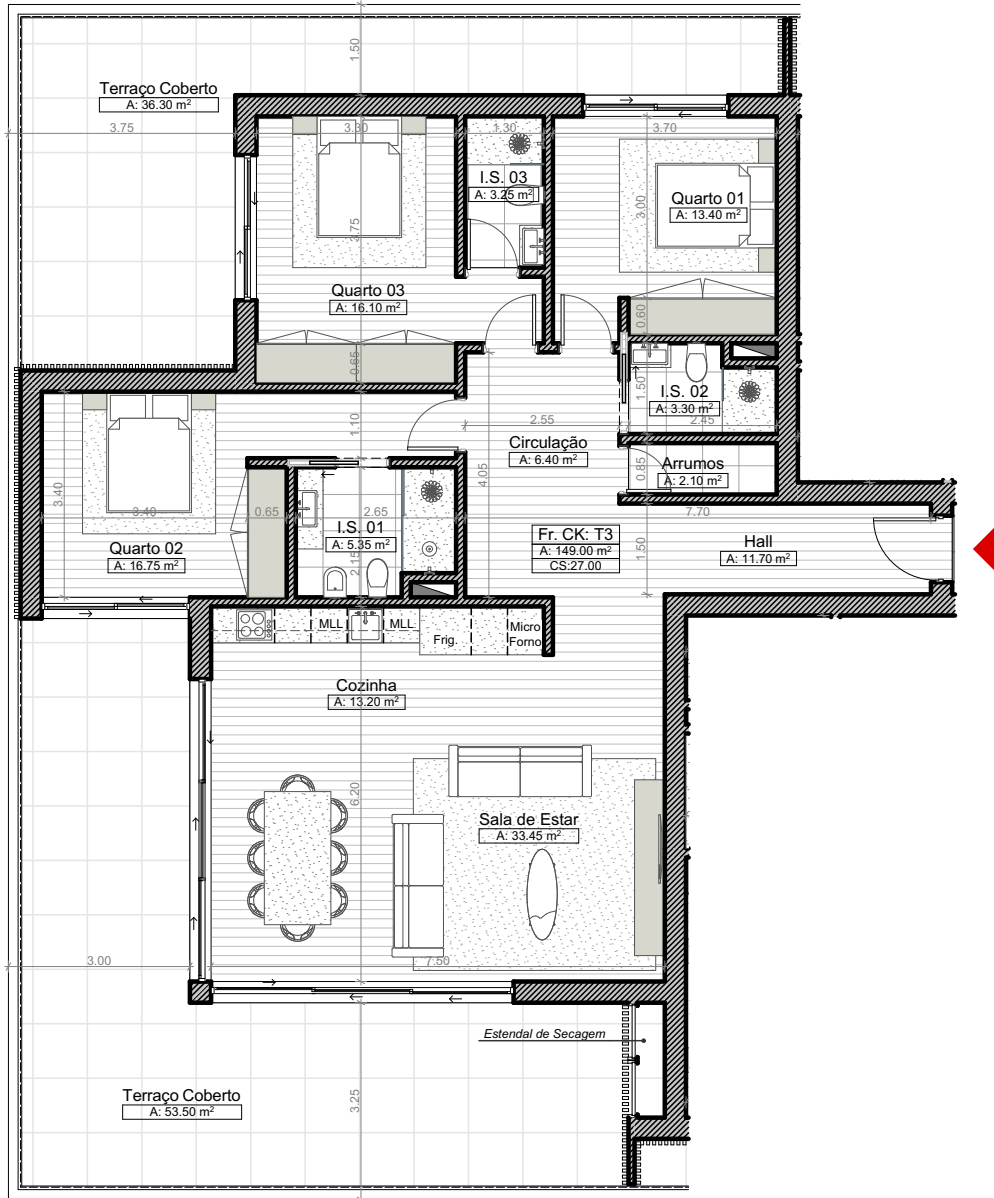 1.50
Terraço Coberto
A: 36.30 m²
3.75
3.30
1.30
3.70
I.S. 03
A: 3.25 m²
Quarto 01
A: 13.40 m²
3.00
2.75
Quarto 03
A: 16.10 m²
0.60
0.65
I.S. 02
A: 3.30 m²
1.50
2.45
1.10
2.55
Circulação
A: 6.40 m²
Arrumos
A: 2.10 m²
0.85
4.05
3.40
3.40
0.65
2.65
7.70
I.S. 01
A: 5.35 m²
2.15
Quarto 02
A: 16.75 m²
Fr. CK: T3
A: 149.00 m²
CS:27.00
1.50
Hall
A: 11.70 m²
MLL
MLL
Frig.
Micro
Forno
Cozinha
A: 13.20 m²
6.20
Sala de Estar
A: 33.45 m²
3.00
7.50
Estendal de Secagem
Terraço Coberto
A: 53.50 m²
3.25